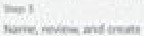 Step 3
Name, review, and create